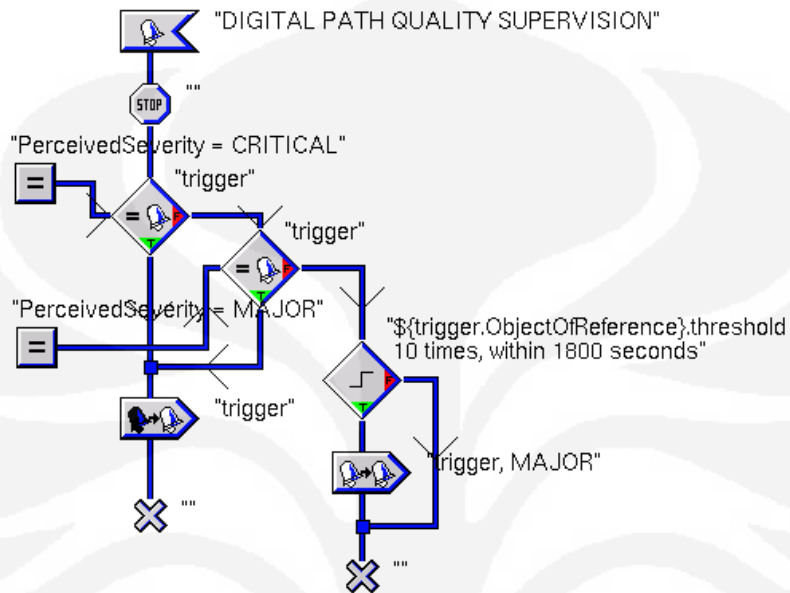 "DIGITAL PATH QUALITY SUPERVISION"
STOP
""
"PerceivedSeverity = CRITICAL"
"trigger"
=
=
F
T
"trigger"
=
F
T
"PerceivedSeverity = MAJOR"
=
"${trigger.ObjectOfReference}.threshold
10 times, within 1800 seconds"
F
T
"trigger"
"trigger, MAJOR"
""
""